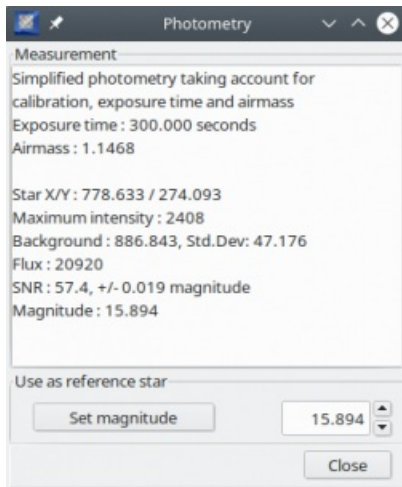 Photometry
Measurement
Simplified photometry taking account for
calibration, exposure time and airmass
Exposure time : 300.000 seconds
Airmass : 1.1468
Star X/Y : 778.633 / 274.093
Maximum intensity : 2408
Background : 886.843, Std.Dev: 47.176
Flux : 20920
SNR : 57.4, +/- 0.019 magnitude
Magnitude : 15.894
Use as reference star
Set magnitude 15.894
Close